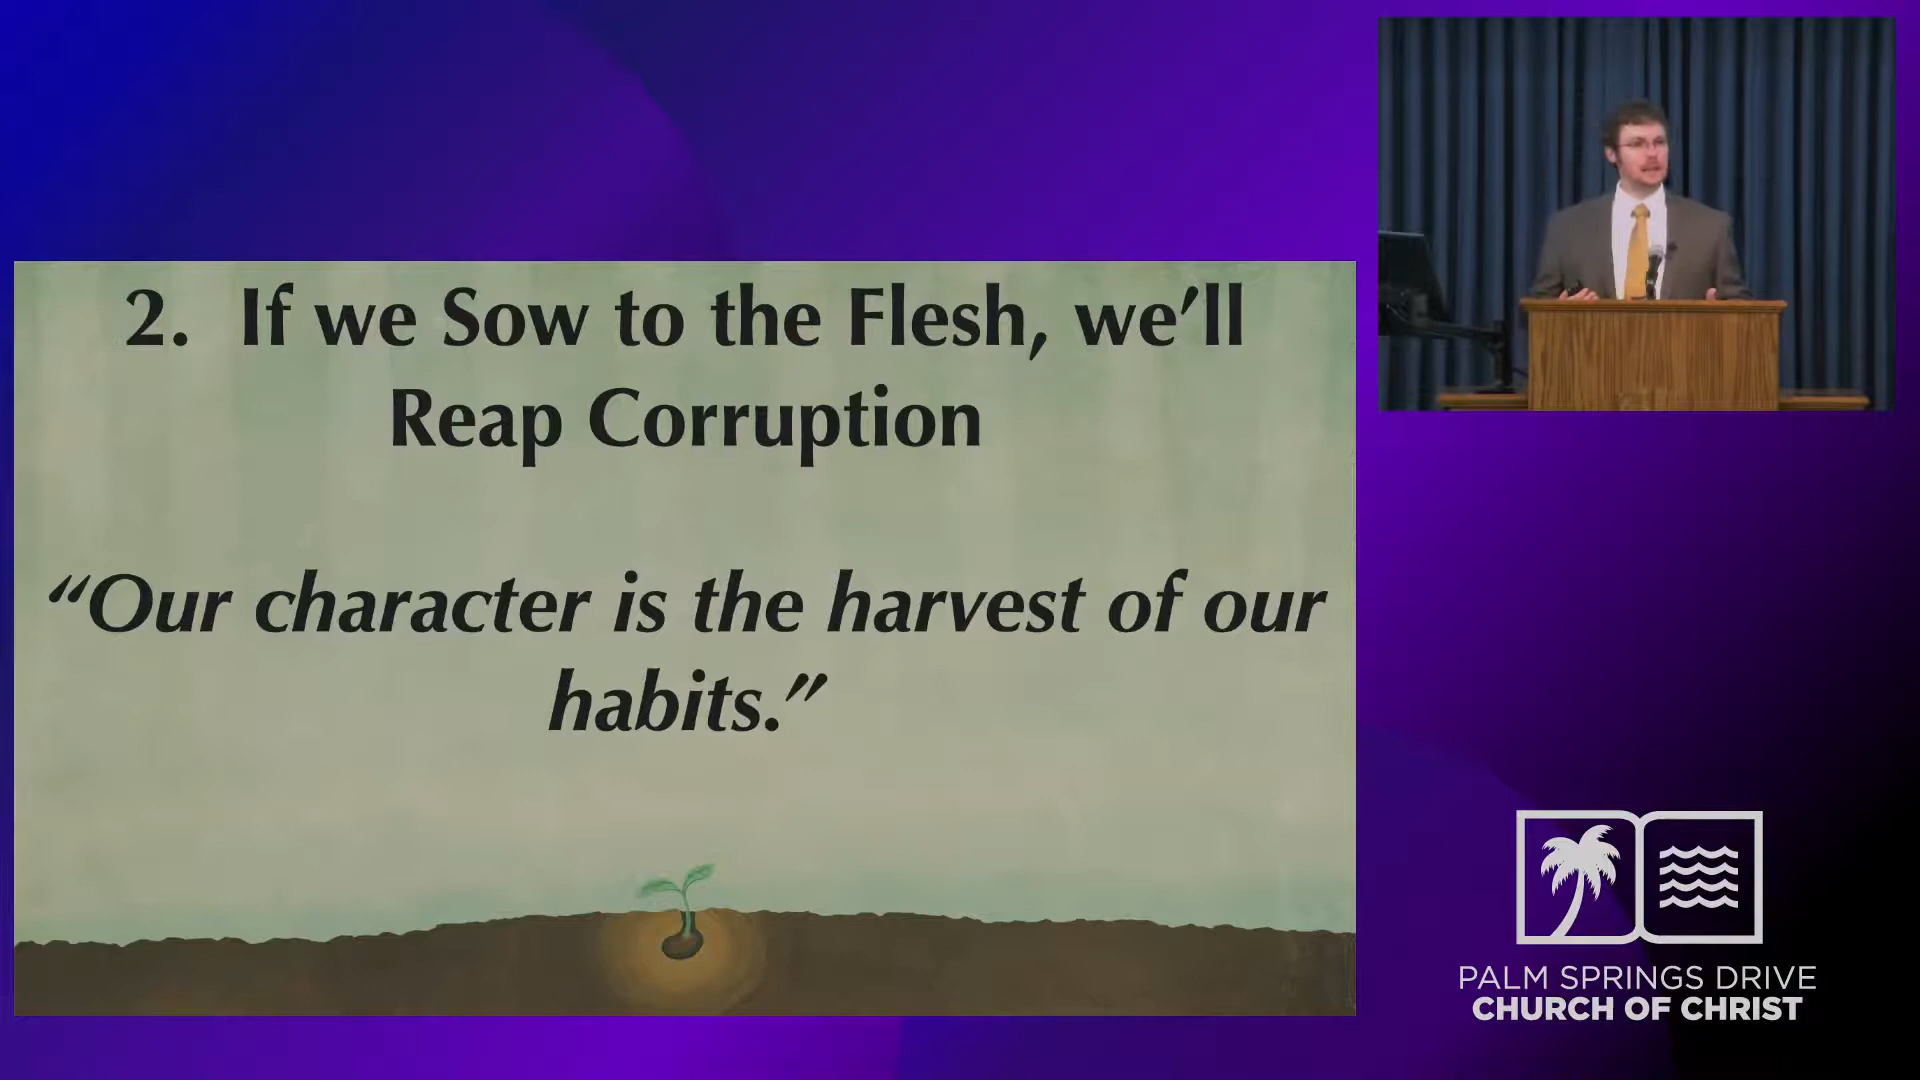 2. If we Sow to the Flesh, we’ll
Reap Corruption
“Our character is the harvest of our
habits.”
PALM SPRINGS DRIVE
CHURCH OF CHRIST